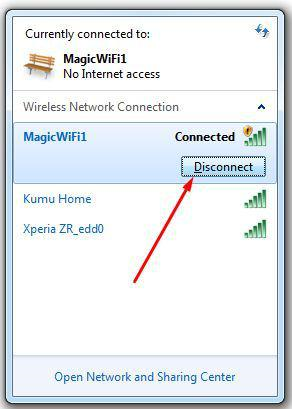 Currently connected to:
MagicWiFi1
No Internet access
Wireless Network Connection
MagicWiFi1 Connected
Disconnect
Kumu Home
Xperia ZR_edd0
Open Network and Sharing Center